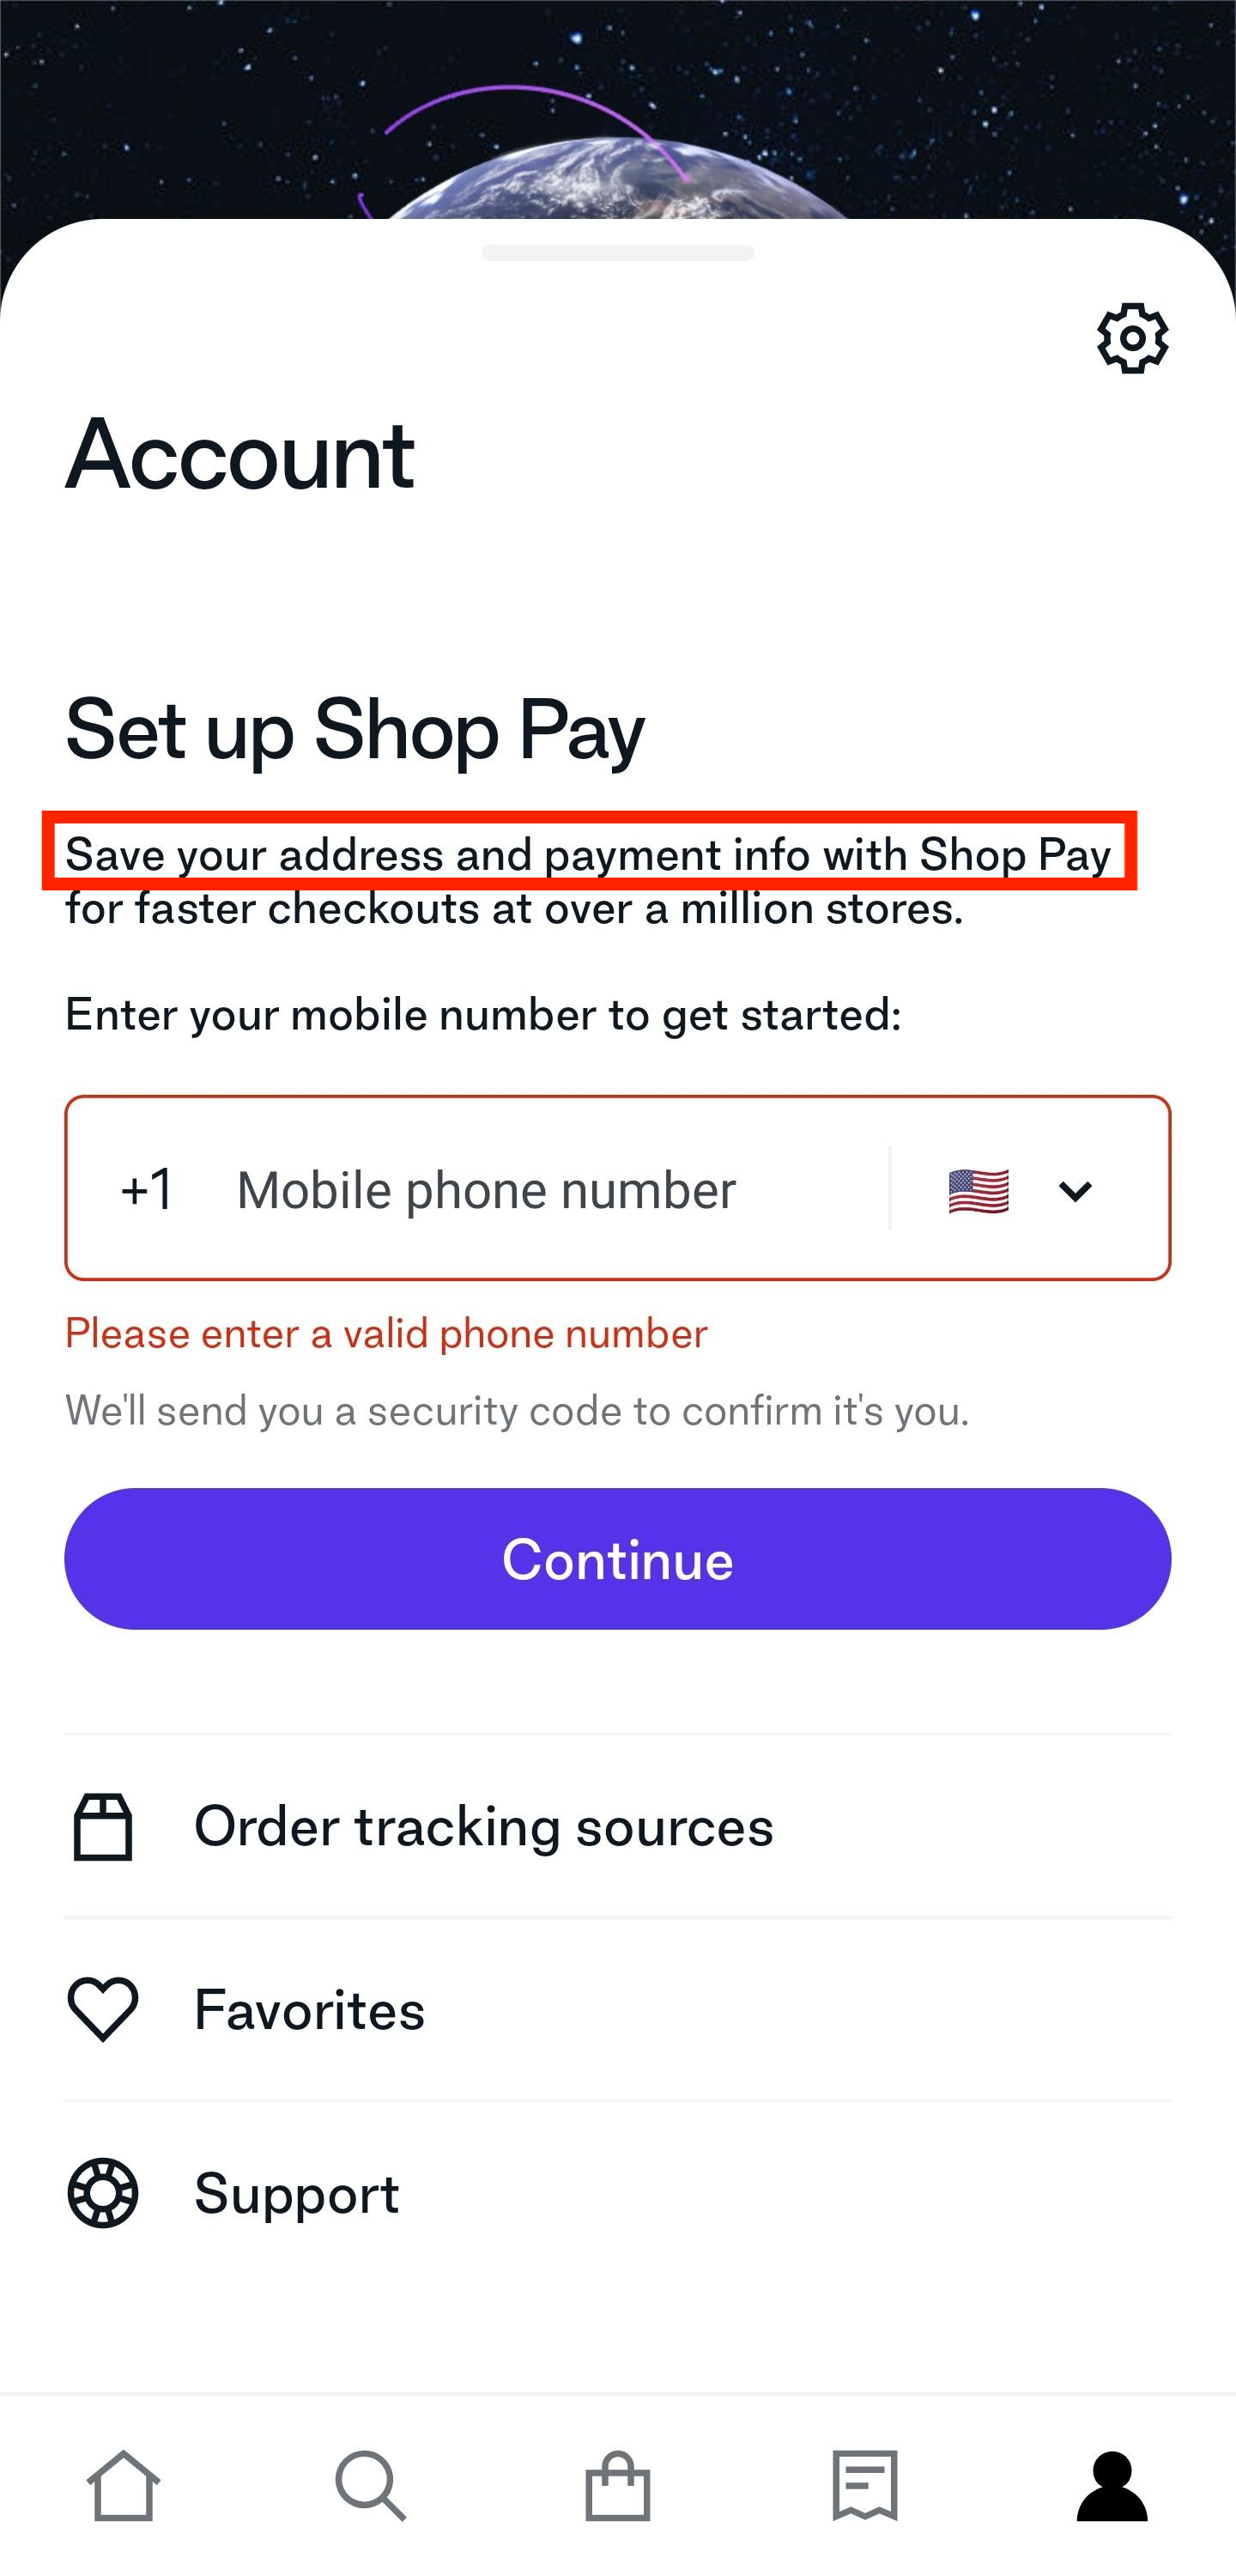 Account
Set up Shop Pay
Save your address and payment info with Shop Pay
for faster checkouts at over a million stores.
Enter your mobile number to get started:
+1 Mobile phone number
Please enter a valid phone number
We'll send you a security code to confirm it's you.
Continue
Order tracking sources
Favorites
Support